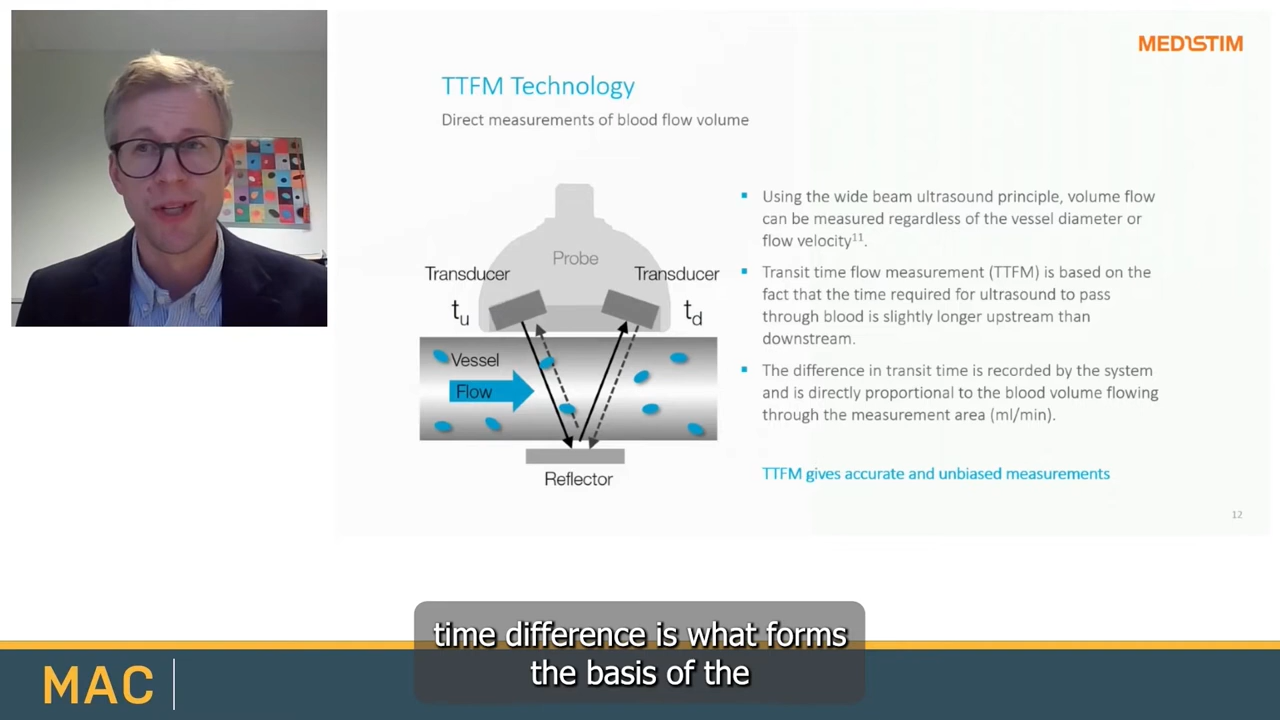 MEDISTIM
TTFM Technology
Direct measurements of blood flow volume
Probe
Transducer
Transducer
tu
td
Vessel
Flow
Reflector
▪ Using the wide beam ultrasound principle, volume flow
can be measured regardless of the vessel diameter or
flow velocity¹¹.
▪ Transit time flow measurement (TTFM) is based on the
fact that the time required for ultrasound to pass
through blood is slightly longer upstream than
downstream.
▪ The difference in transit time is recorded by the system
and is directly proportional to the blood volume flowing
through the measurement area (ml/min).
TTFM gives accurate and unbiased measurements
12
time difference is what forms
the basis of the
MAC